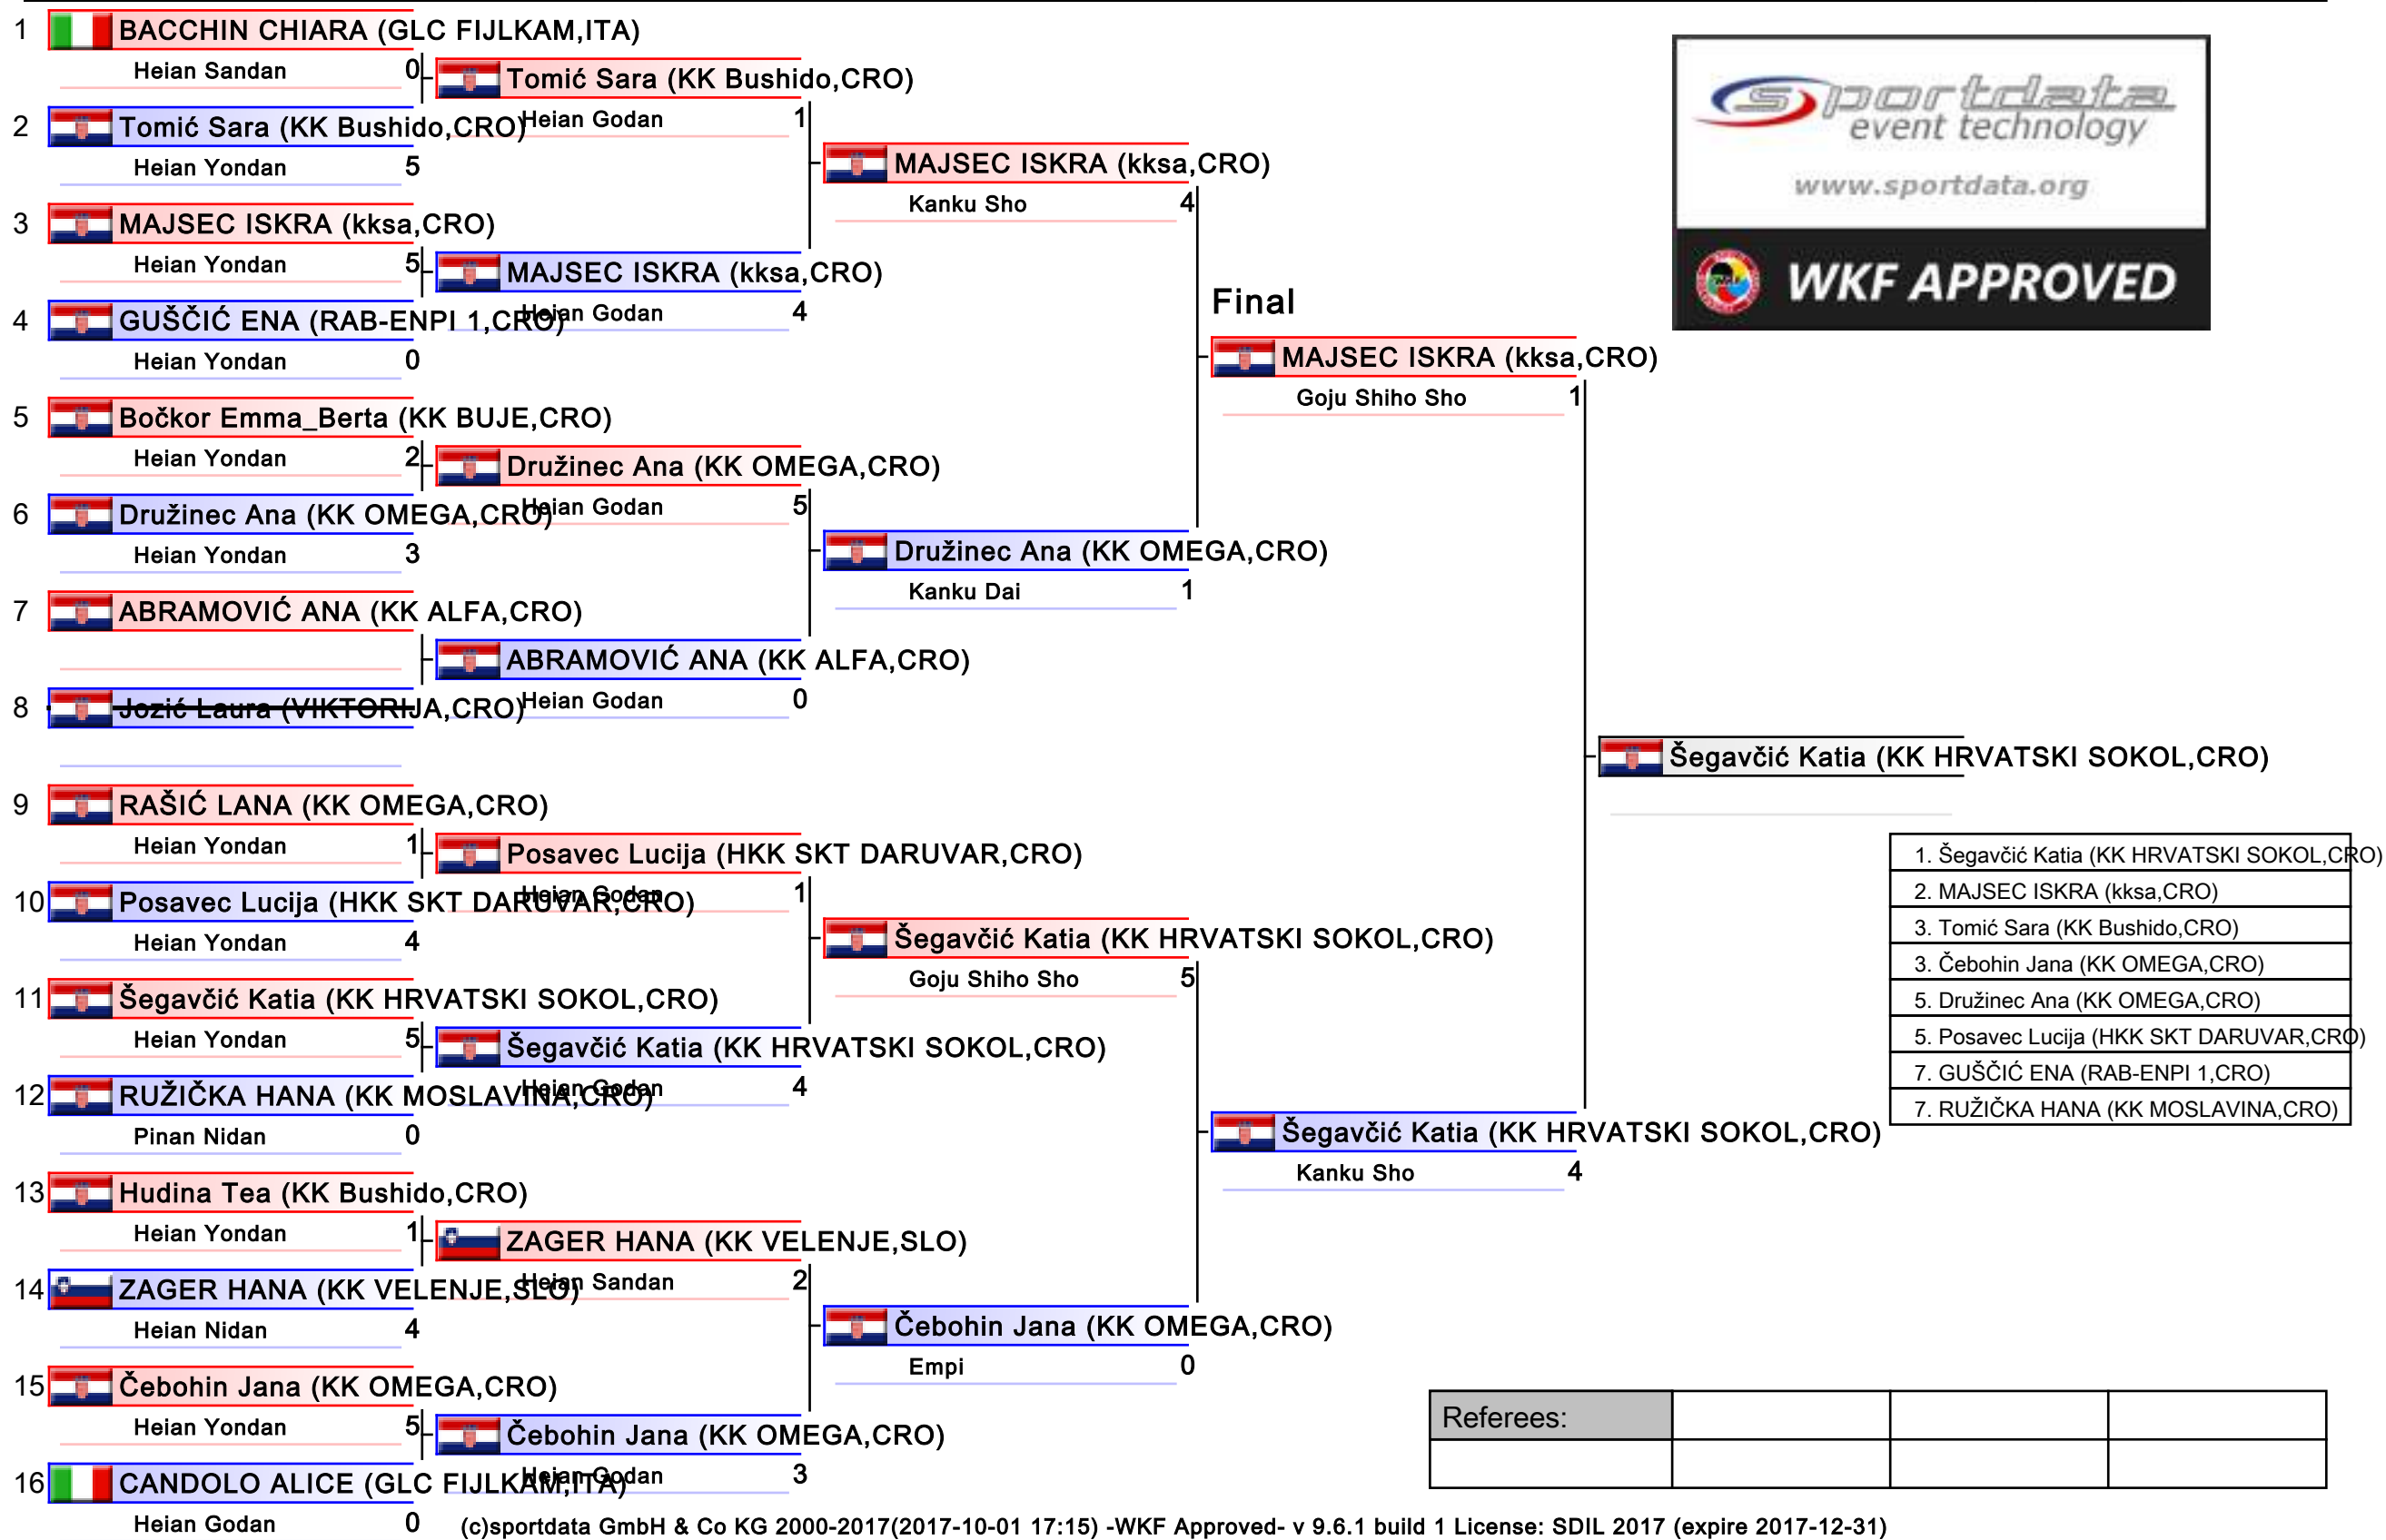 1 BACCHIN CHIARA (GLC FIJLKAM,ITA)
Heian Sandan 0
2 Tomić Sara (KK Bushido,CRO)
Heian Yondan 5
3 MAJSEC ISKRA (kksa,CRO)
Heian Yondan 5
4 GUŠČIĆ ENA (RAB-ENPI 1,CRO)
Heian Yondan 0
5 Bočkor Emma_Berta (KK BUJE,CRO)
Heian Yondan 2
6 Družinec Ana (KK OMEGA,CRO)
Heian Yondan 3
7 ABRAMOVIĆ ANA (KK ALFA,CRO)
8 Jozić Laura (VIKTORIJA,CRO)
9 RAŠIĆ LANA (KK OMEGA,CRO)
Heian Yondan 1
10 Posavec Lucija (HKK SKT DARUVAR,CRO)
Heian Yondan 4
11 Šegavčić Katia (KK HRVATSKI SOKOL,CRO)
Heian Yondan 5
12 RUŽIČKA HANA (KK MOSLAVINA,CRO)
Pinan Nidan 0
13 Hudina Tea (KK Bushido,CRO)
Heian Yondan 1
14 ZAGER HANA (KK VELENJE,SLO)
Heian Nidan 4
15 Čebohin Jana (KK OMEGA,CRO)
Heian Yondan 5
16 CANDOLO ALICE (GLC FIJLKAM,ITA)
Heian Godan 0
Tomić Sara (KK Bushido,CRO)
Heian Godan 1
MAJSEC ISKRA (kksa,CRO)
Heian Godan 4
Družinec Ana (KK OMEGA,CRO)
Heian Godan 5
ABRAMOVIĆ ANA (KK ALFA,CRO)
Heian Godan 0
Posavec Lucija (HKK SKT DARUVAR,CRO)
Heian Godan 1
Šegavčić Katia (KK HRVATSKI SOKOL,CRO)
Heian Godan 4
ZAGER HANA (KK VELENJE,SLO)
Heian Sandan 2
Čebohin Jana (KK OMEGA,CRO)
Heian Godan 3
MAJSEC ISKRA (kksa,CRO)
Kanku Sho 4
Družinec Ana (KK OMEGA,CRO)
Kanku Dai 1
Šegavčić Katia (KK HRVATSKI SOKOL,CRO)
Goju Shiho Sho 5
Čebohin Jana (KK OMEGA,CRO)
Empi 0
Final
MAJSEC ISKRA (kksa,CRO)
Goju Shiho Sho 1
Šegavčić Katia (KK HRVATSKI SOKOL,CRO)
Kanku Sho 4
Šegavčić Katia (KK HRVATSKI SOKOL,CRO)
sportdata
event technology
www.sportdata.org
WKF APPROVED
1. Šegavčić Katia (KK HRVATSKI SOKOL,CRO)
2. MAJSEC ISKRA (kksa,CRO)
3. Tomić Sara (KK Bushido,CRO)
3. Čebohin Jana (KK OMEGA,CRO)
5. Družinec Ana (KK OMEGA,CRO)
5. Posavec Lucija (HKK SKT DARUVAR,CRO)
7. GUŠČIĆ ENA (RAB-ENPI 1,CRO)
7. RUŽIČKA HANA (KK MOSLAVINA,CRO)
Referees:
(c)sportdata GmbH & Co KG 2000-2017(2017-10-01 17:15) -WKF Approved- v 9.6.1 build 1 License: SDIL 2017 (expire 2017-12-31)